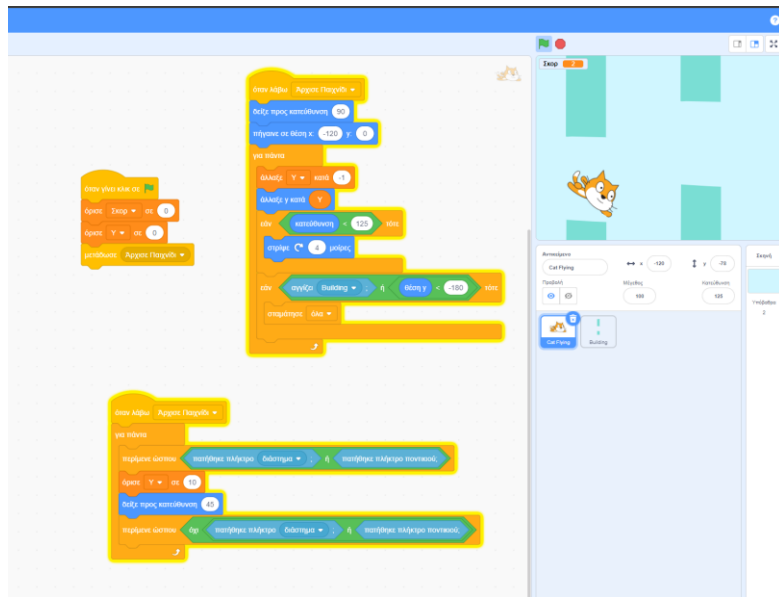 όταν γίνει κλικ σε
όρισε Σκορ σε 0
όρισε Υ σε 0
μετάδωσε Άρχισε Παιχνίδι
όταν λάβω Άρχισε Παιχνίδι
δείξε προς κατεύθυνση 90
πήγαινε σε θέση x: -120 y: 0
για πάντα
άλλαξε Υ κατά -1
άλλαξε y κατά Υ
εάν κατεύθυνση < 125 τότε
στρίψε 4 μοίρες
εάν αγγίζει Building ; ή θέση y < -180 τότε
σταμάτησε όλα
όταν λάβω Άρχισε Παιχνίδι
για πάντα
περίμενε ώσπου πατήθηκε πλήκτρο διάστημα ; ή πατήθηκε πλήκτρο ποντικιού;
όρισε Υ σε 10
δείξε προς κατεύθυνση 45
περίμενε ώσπου όχι πατήθηκε πλήκτρο διάστημα ; ή πατήθηκε πλήκτρο ποντικιού;
Σκορ 2
Αντικείμενο
Cat Flying
x -120
y -70
Προβολή
Μέγεθος
100
Κατεύθυνση
125
Cat Flying
Building
Σκηνή
Υπόβαθρα
2